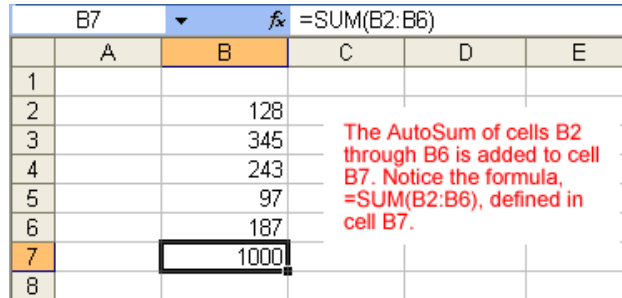 B7 fx =SUM(B2:B6)
A B C D E
1
2 128
3 345
4 243
5 97
6 187
7 1000
8
The AutoSum of cells B2
through B6 is added to cell
B7. Notice the formula,
=SUM(B2:B6), defined in
cell B7.